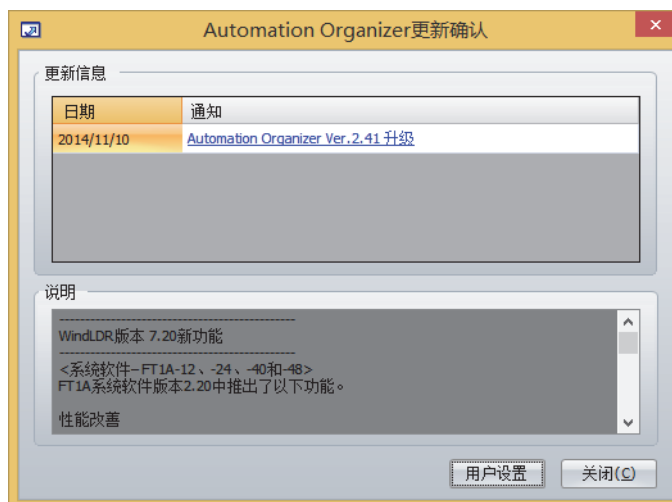 Automation Organizer更新确认
更新信息
日期 通知
2014/11/10 Automation Organizer Ver.2.41 升级
说明
----------------------------------------------
WindLDR版本 7.20新功能
----------------------------------------------
<系统软件-FT1A-12、-24、-40和-48>
FT1A系统软件版本2.20中推出了以下功能。
性能改善
用户设置 关闭(C)